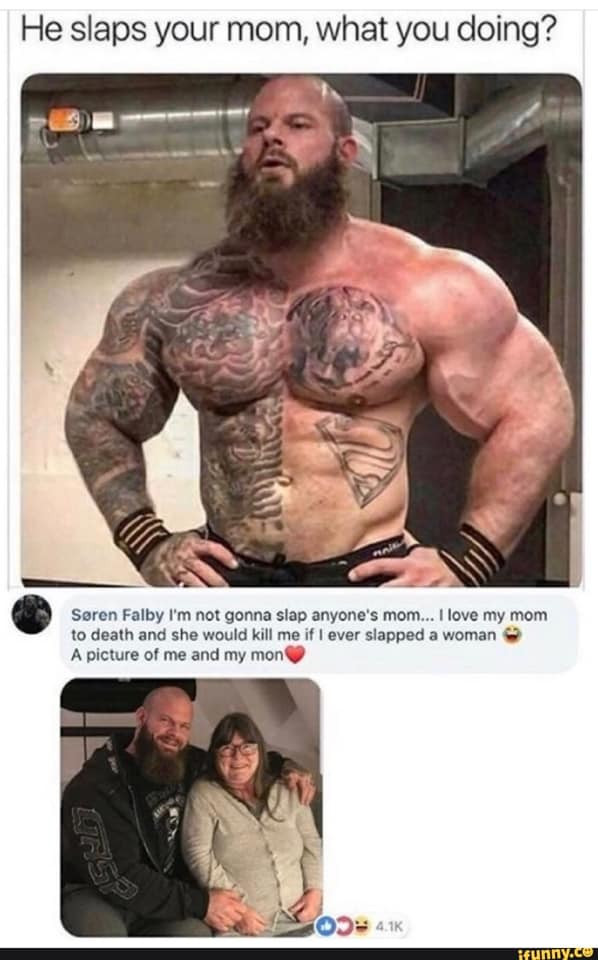 He slaps your mom, what you doing?
Søren Falby I'm not gonna slap anyone's mom... I love my mom
to death and she would kill me if I ever slapped a woman 😂
A picture of me and my mon❤️
GASP
4.1K
ifunny.co